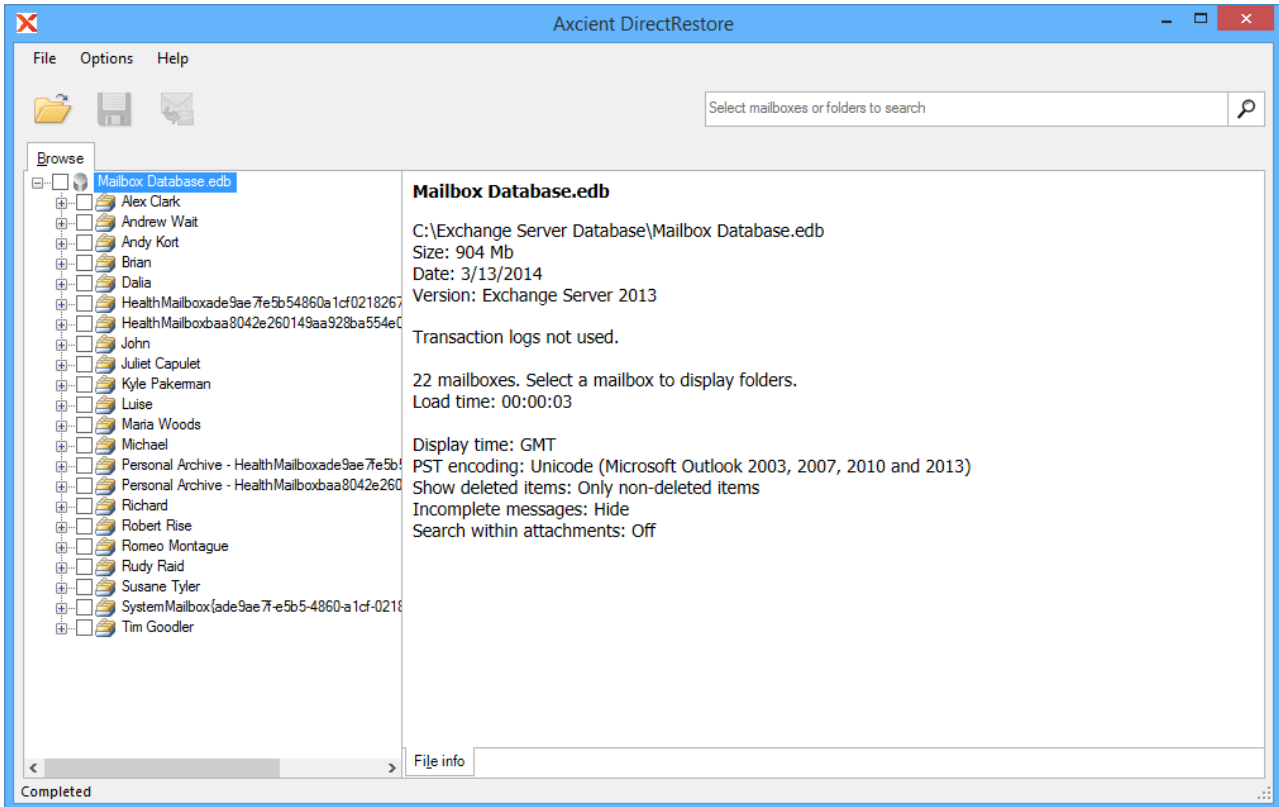 Axcient DirectRestore
File Options Help
Select mailboxes or folders to search
Browse
Mailbox Database.edb
Alex Clark
Andrew Wait
Andy Kort
Brian
Dalia
HealthMailboxade9ae7fe5b54860a1cf0218267
HealthMailboxbaa8042e260149aa928ba554e0
John
Juliet Capulet
Kyle Pakerman
Luise
Maria Woods
Michael
Personal Archive - HealthMailboxade9ae7fe5b5
Personal Archive - HealthMailboxbaa8042e260
Richard
Robert Rise
Romeo Montague
Rudy Raid
Susane Tyler
SystemMailbox{ade9ae7f-e5b5-4860-a1cf-0218
Tim Goodler
Mailbox Database.edb
C:\Exchange Server Database\Mailbox Database.edb
Size: 904 Mb
Date: 3/13/2014
Version: Exchange Server 2013
Transaction logs not used.
22 mailboxes. Select a mailbox to display folders.
Load time: 00:00:03
Display time: GMT
PST encoding: Unicode (Microsoft Outlook 2003, 2007, 2010 and 2013)
Show deleted items: Only non-deleted items
Incomplete messages: Hide
Search within attachments: Off
File info
Completed